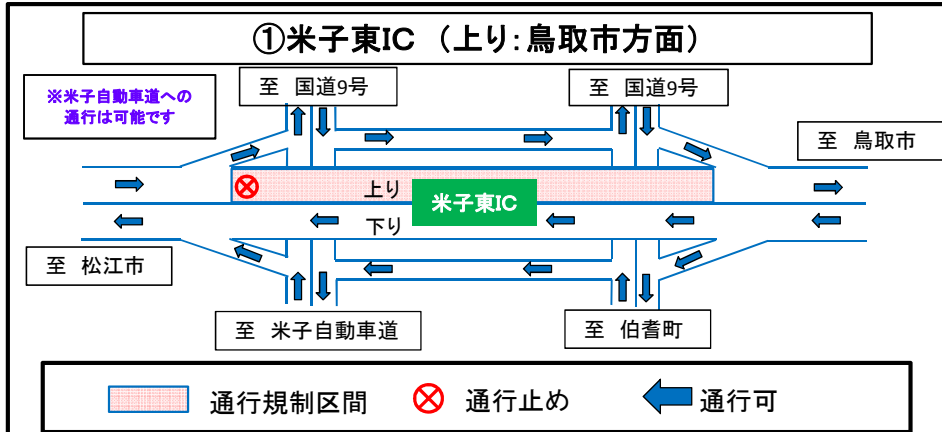 ①米子東IC （上り：鳥取市方面）
※米子自動車道への
通行は可能です
至 国道9号
至 国道9号
至 鳥取市
上り
米子東IC
下り
至 松江市
至 米子自動車道
至 伯耆町
通行規制区間
通行止め
通行可